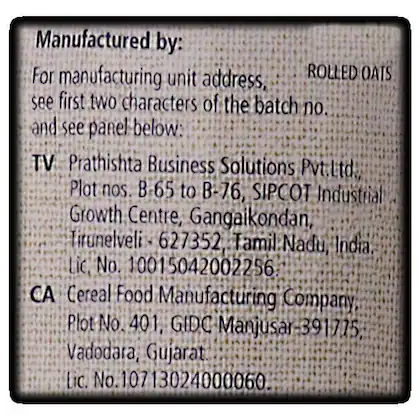 Manufactured by:
For manufacturing unit address,
ROLLED OATS
see first two characters of the batch no.
and see panel below:
TV Prathishta Business Solutions Pvt.Ltd.,
Plot nos. B-65 to B-76, SIPCOT Industrial
Growth Centre, Gangaikondan,
Tirunelveli - 627352, Tamil Nadu, India.
Lic, No. 10015042002256.
CA Cereal Food Manufacturing Company,
Plot No. 401, GIDC Manjusar-391775,
Vadodara, Gujarat.
Lic. No.10713024000060.